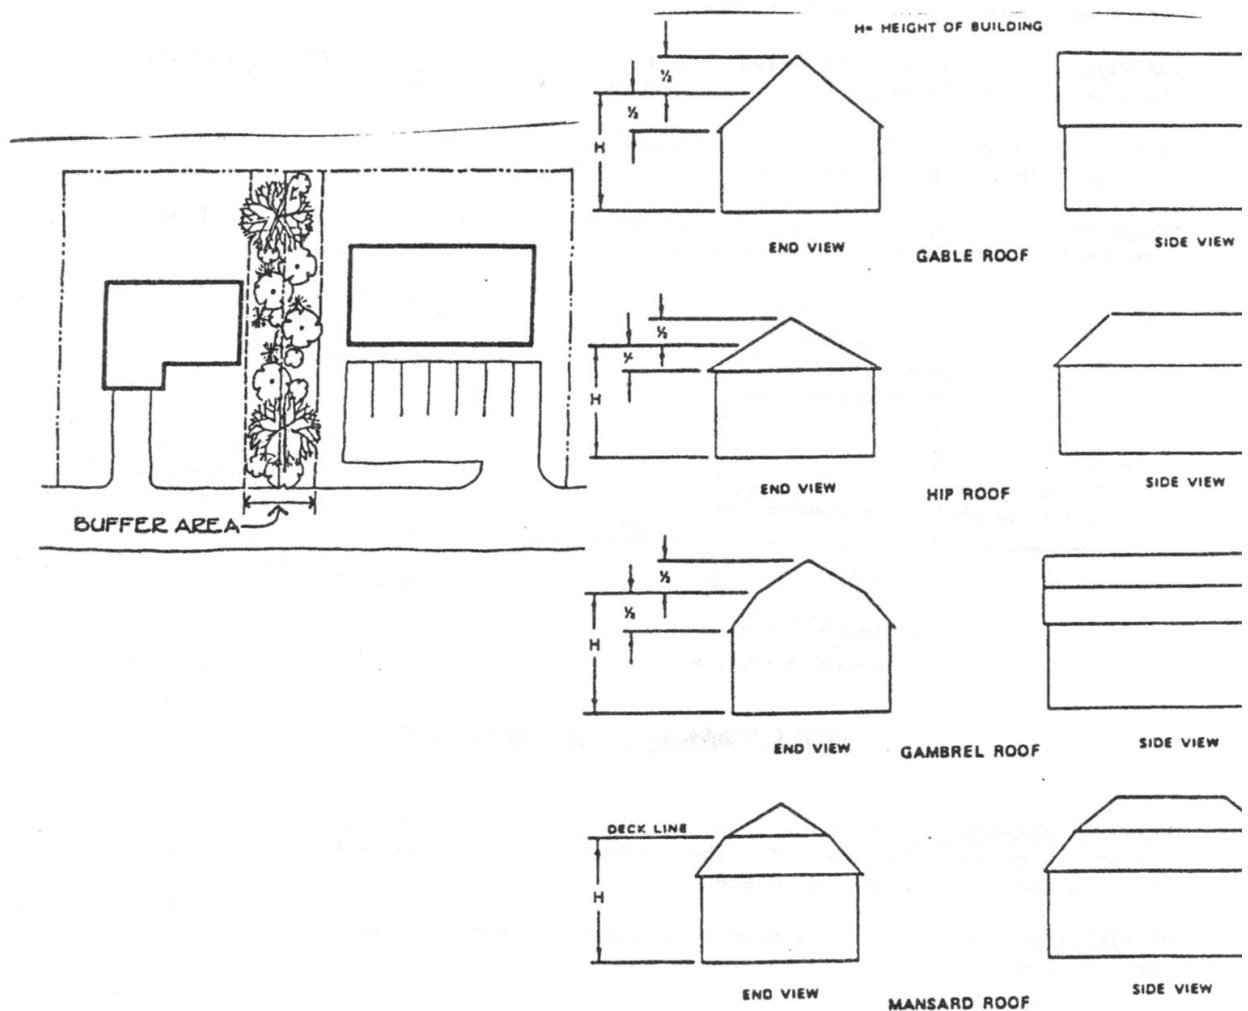 H= HEIGHT OF BUILDING
½
½
H
END VIEW
GABLE ROOF
SIDE VIEW
½
H
END VIEW
HIP ROOF
SIDE VIEW
BUFFER AREA
½
½
H
END VIEW
GAMBREL ROOF
SIDE VIEW
DECK LINE
H
END VIEW
MANSARD ROOF
SIDE VIEW